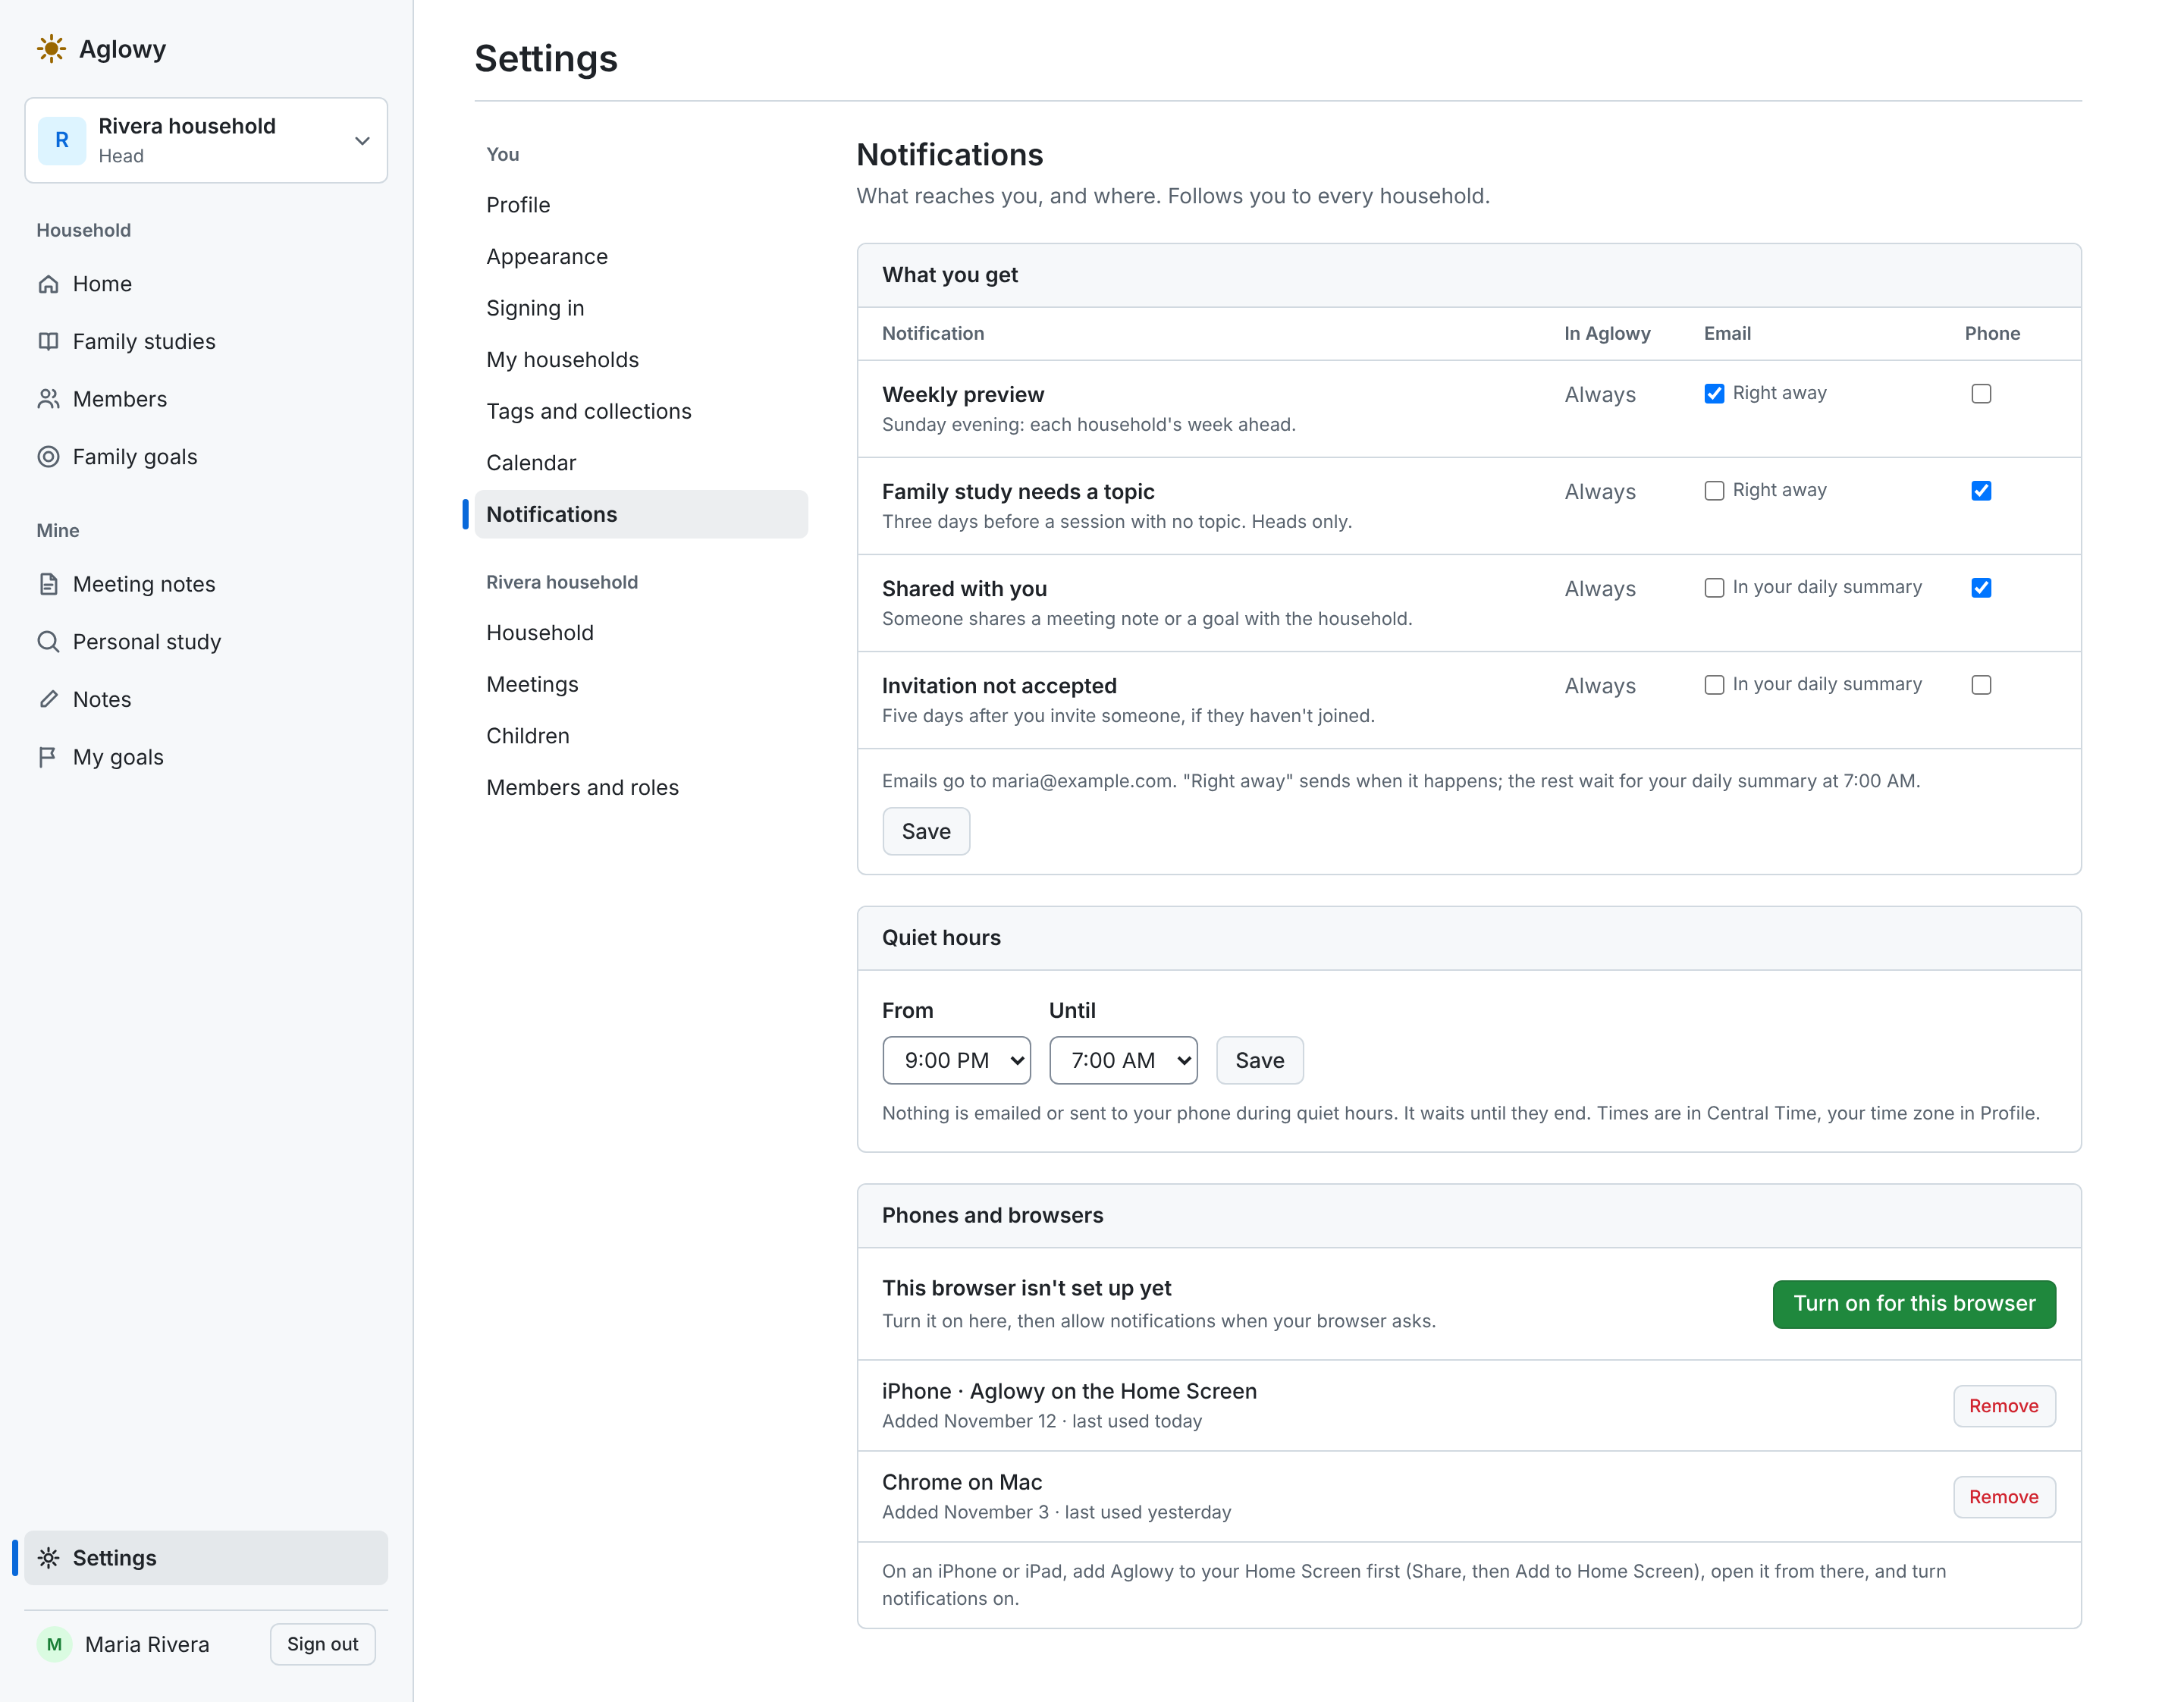 Aglowy
R
Rivera household
Head
Household
Home
Family studies
Members
Family goals
Mine
Meeting notes
Personal study
Notes
My goals
Settings
M
Maria Rivera
Sign out
Settings
You
Profile
Appearance
Signing in
My households
Tags and collections
Calendar
Notifications
Rivera household
Household
Meetings
Children
Members and roles
Notifications
What reaches you, and where. Follows you to every household.
What you get
Notification In Aglowy Email Phone
Weekly preview Always Right away
Sunday evening: each household's week ahead.
Family study needs a topic Always Right away
Three days before a session with no topic. Heads only.
Shared with you Always In your daily summary
Someone shares a meeting note or a goal with the household.
Invitation not accepted Always In your daily summary
Five days after you invite someone, if they haven't joined.
Emails go to maria@example.com. "Right away" sends when it happens; the rest wait for your daily summary at 7:00 AM.
Save
Quiet hours
From Until
9:00 PM 7:00 AM Save
Nothing is emailed or sent to your phone during quiet hours. It waits until they end. Times are in Central Time, your time zone in Profile.
Phones and browsers
This browser isn't set up yet
Turn it on here, then allow notifications when your browser asks.
Turn on for this browser
iPhone · Aglowy on the Home Screen
Added November 12 · last used today
Remove
Chrome on Mac
Added November 3 · last used yesterday
Remove
On an iPhone or iPad, add Aglowy to your Home Screen first (Share, then Add to Home Screen), open it from there, and turn
notifications on.